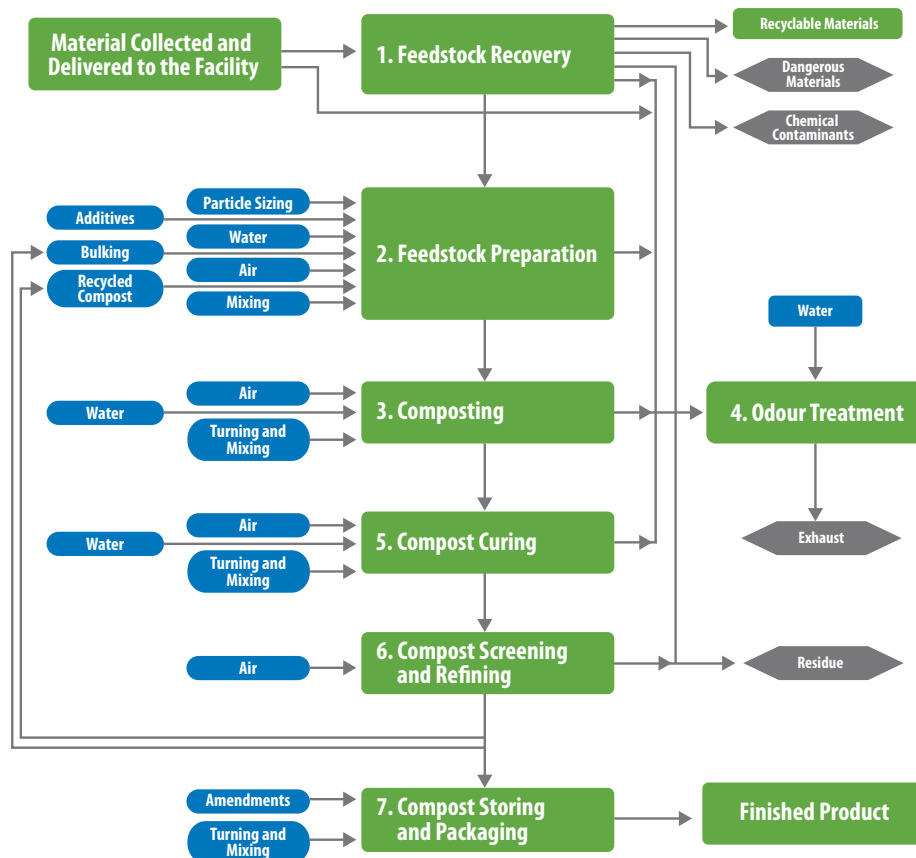 Material Collected and
Delivered to the Facility
1. Feedstock Recovery
Recyclable Materials
Dangerous
Materials
Chemical
Contaminants
Particle Sizing
Additives
Water
Bulking
Air
Recycled
Compost
Mixing
2. Feedstock Preparation
Water
Air
Water
Turning and
Mixing
3. Composting
4. Odour Treatment
Air
Water
Turning and
Mixing
5. Compost Curing
Exhaust
Air
6. Compost Screening
and Refining
Residue
Amendments
Turning and
Mixing
7. Compost Storing
and Packaging
Finished Product